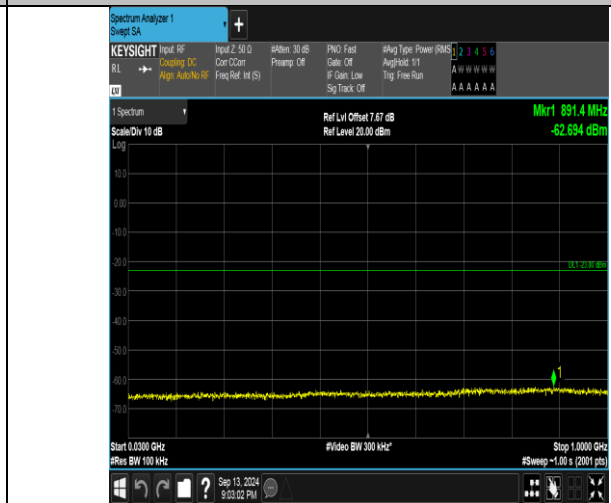 Spectrum Analyzer 1
Swept SA
+
KEYSIGHT
RL
LXI
Input: RF
Coupling: DC
Align: Auto/No RF
Input Z: 50 Ω
Corr CCorr
Freq Ref: Int (S)
#Atten: 30 dB
Preamp: Off
PNO: Fast
Gate: Off
IF Gain: Low
Sig Track: Off
#Avg Type: Power (RMS
Avg|Hold: 1/1
Trig: Free Run
1 2 3 4 5 6
A W W W W W
A A A A A A
1 Spectrum
Scale/Div 10 dB
Ref Lvl Offset 7.67 dB
Ref Level 20.00 dBm
Mkr1 891.4 MHz
-62.694 dBm
Log
10.0
0.00
-10.0
-20.0
DL1 -23.00 dBm
-30.0
-40.0
-50.0
1
-60.0
-70.0
Start 0.0300 GHz
#Res BW 100 kHz
#Video BW 300 kHz*
Stop 1.0000 GHz
#Sweep ~1.00 s (2001 pts)
?
Sep 13, 2024
9:03:02 PM